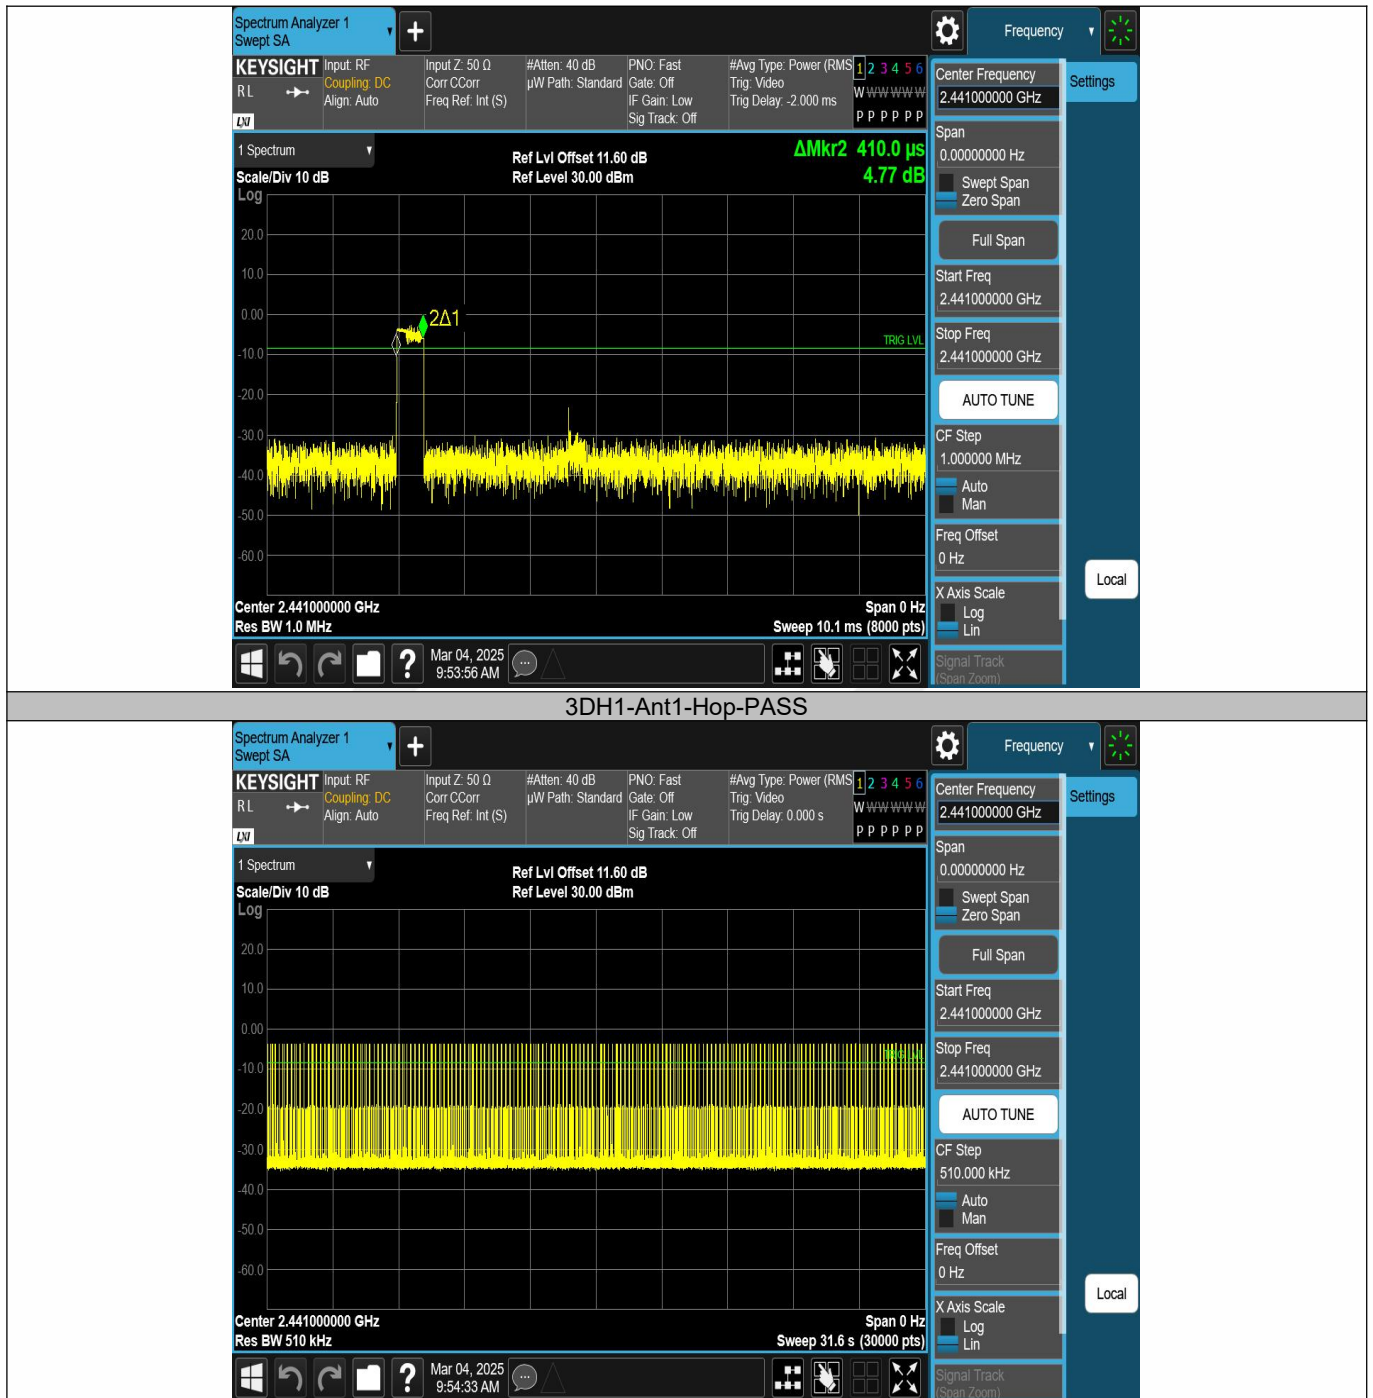 Spectrum Analyzer 1
Swept SA
Frequency
KEYSIGHT
RL
LXI
Input: RF
Coupling: DC
Align: Auto
Input Z: 50 Ω
Corr CCorr
Freq Ref: Int (S)
#Atten: 40 dB
µW Path: Standard
PNO: Fast
Gate: Off
IF Gain: Low
Sig Track: Off
#Avg Type: Power (RMS
Trig: Video
Trig Delay: -2.000 ms
1 2 3 4 5 6
W W W W W W
P P P P P P
1 Spectrum
Scale/Div 10 dB
Log
Ref Lvl Offset 11.60 dB
Ref Level 30.00 dBm
ΔMkr2 410.0 µs
4.77 dB
20.0
10.0
0.00
-10.0
-20.0
-30.0
-40.0
-50.0
-60.0
2Δ1
TRIG LVL
Center 2.441000000 GHz
Res BW 1.0 MHz
Span 0 Hz
Sweep 10.1 ms (8000 pts)
Mar 04, 2025
9:53:56 AM
Center Frequency
2.441000000 GHz
Span
0.00000000 Hz
Swept Span
Zero Span
Full Span
Start Freq
2.441000000 GHz
Stop Freq
2.441000000 GHz
AUTO TUNE
CF Step
1.000000 MHz
Auto
Man
Freq Offset
0 Hz
X Axis Scale
Log
Lin
Signal Track
(Span Zoom)
Settings
Local
3DH1-Ant1-Hop-PASS
Spectrum Analyzer 1
Swept SA
Frequency
KEYSIGHT
RL
LXI
Input: RF
Coupling: DC
Align: Auto
Input Z: 50 Ω
Corr CCorr
Freq Ref: Int (S)
#Atten: 40 dB
µW Path: Standard
PNO: Fast
Gate: Off
IF Gain: Low
Sig Track: Off
#Avg Type: Power (RMS
Trig: Video
Trig Delay: 0.000 s
1 2 3 4 5 6
W W W W W W
P P P P P P
1 Spectrum
Scale/Div 10 dB
Log
Ref Lvl Offset 11.60 dB
Ref Level 30.00 dBm
20.0
10.0
0.00
-10.0
-20.0
-30.0
-40.0
-50.0
-60.0
TRIG LVL
Center 2.441000000 GHz
Res BW 510 kHz
Span 0 Hz
Sweep 31.6 s (30000 pts)
Mar 04, 2025
9:54:33 AM
Center Frequency
2.441000000 GHz
Span
0.00000000 Hz
Swept Span
Zero Span
Full Span
Start Freq
2.441000000 GHz
Stop Freq
2.441000000 GHz
AUTO TUNE
CF Step
510.000 kHz
Auto
Man
Freq Offset
0 Hz
X Axis Scale
Log
Lin
Signal Track
(Span Zoom)
Settings
Local